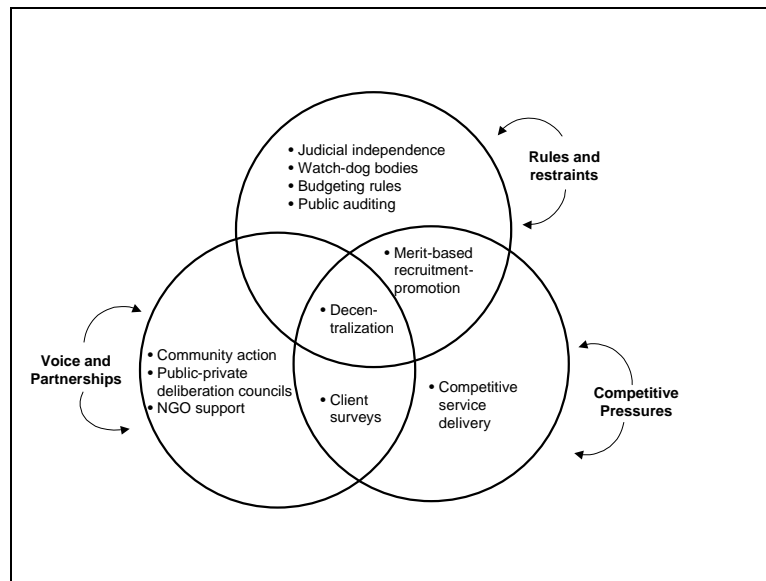 • Judicial independence
• Watch-dog bodies
• Budgeting rules
• Public auditing
Rules and
restraints
• Merit-based
recruitment-
promotion
• Decen-
tralization
Voice and
Partnerships
• Community action
• Public-private
deliberation councils
• NGO support
• Client
surveys
• Competitive
service
delivery
Competitive
Pressures